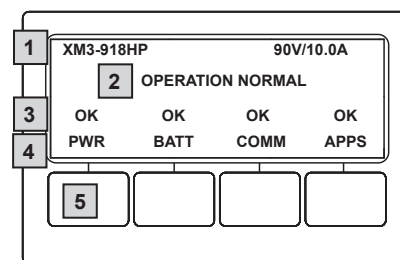 1 XM3-918HP 90V/10.0A
2 OPERATION NORMAL
3 OK OK OK OK
4 PWR BATT COMM APPS
5